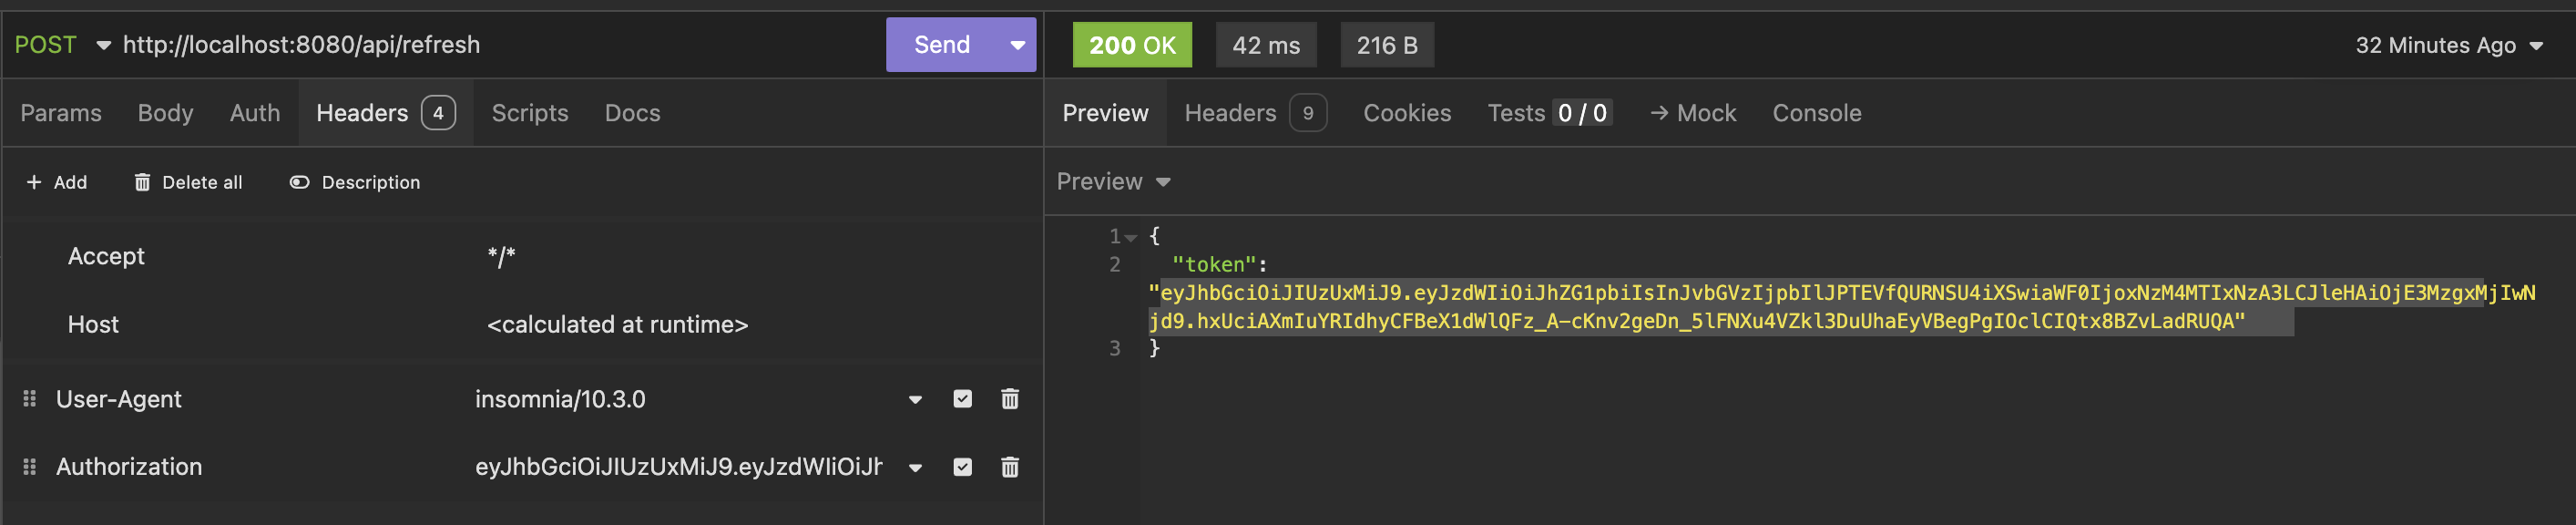 POST http://localhost:8080/api/refresh Send 200 OK 42 ms 216 B 32 Minutes Ago
Params Body Auth Headers 4 Scripts Docs Preview Headers 9 Cookies Tests 0 / 0 → Mock Console
+ Add Delete all Description Preview
Accept */*
Host <calculated at runtime>
User-Agent insomnia/10.3.0
Authorization eyJhbGciOiJIUzUxMiJ9.eyJzdWIiOiJh
1 {
2 "token":
"eyJhbGciOiJIUzUxMiJ9.eyJzdWIiOiJhZG1pbiIsInJvbGVzIjpbIlJPTEVfQURNSU4iXSwiaWF0IjoxNzM4MTIxNzA3LCJleHAiOjE3MzgxMjIwN
jd9.hxUciAXmIuYRIdhyCFBeX1dWlQFz_A-cKnv2geDn_5lFNXu4VZkl3DuUhaEyVBegPgIOclCIQtx8BZvLadRUQA"
3 }